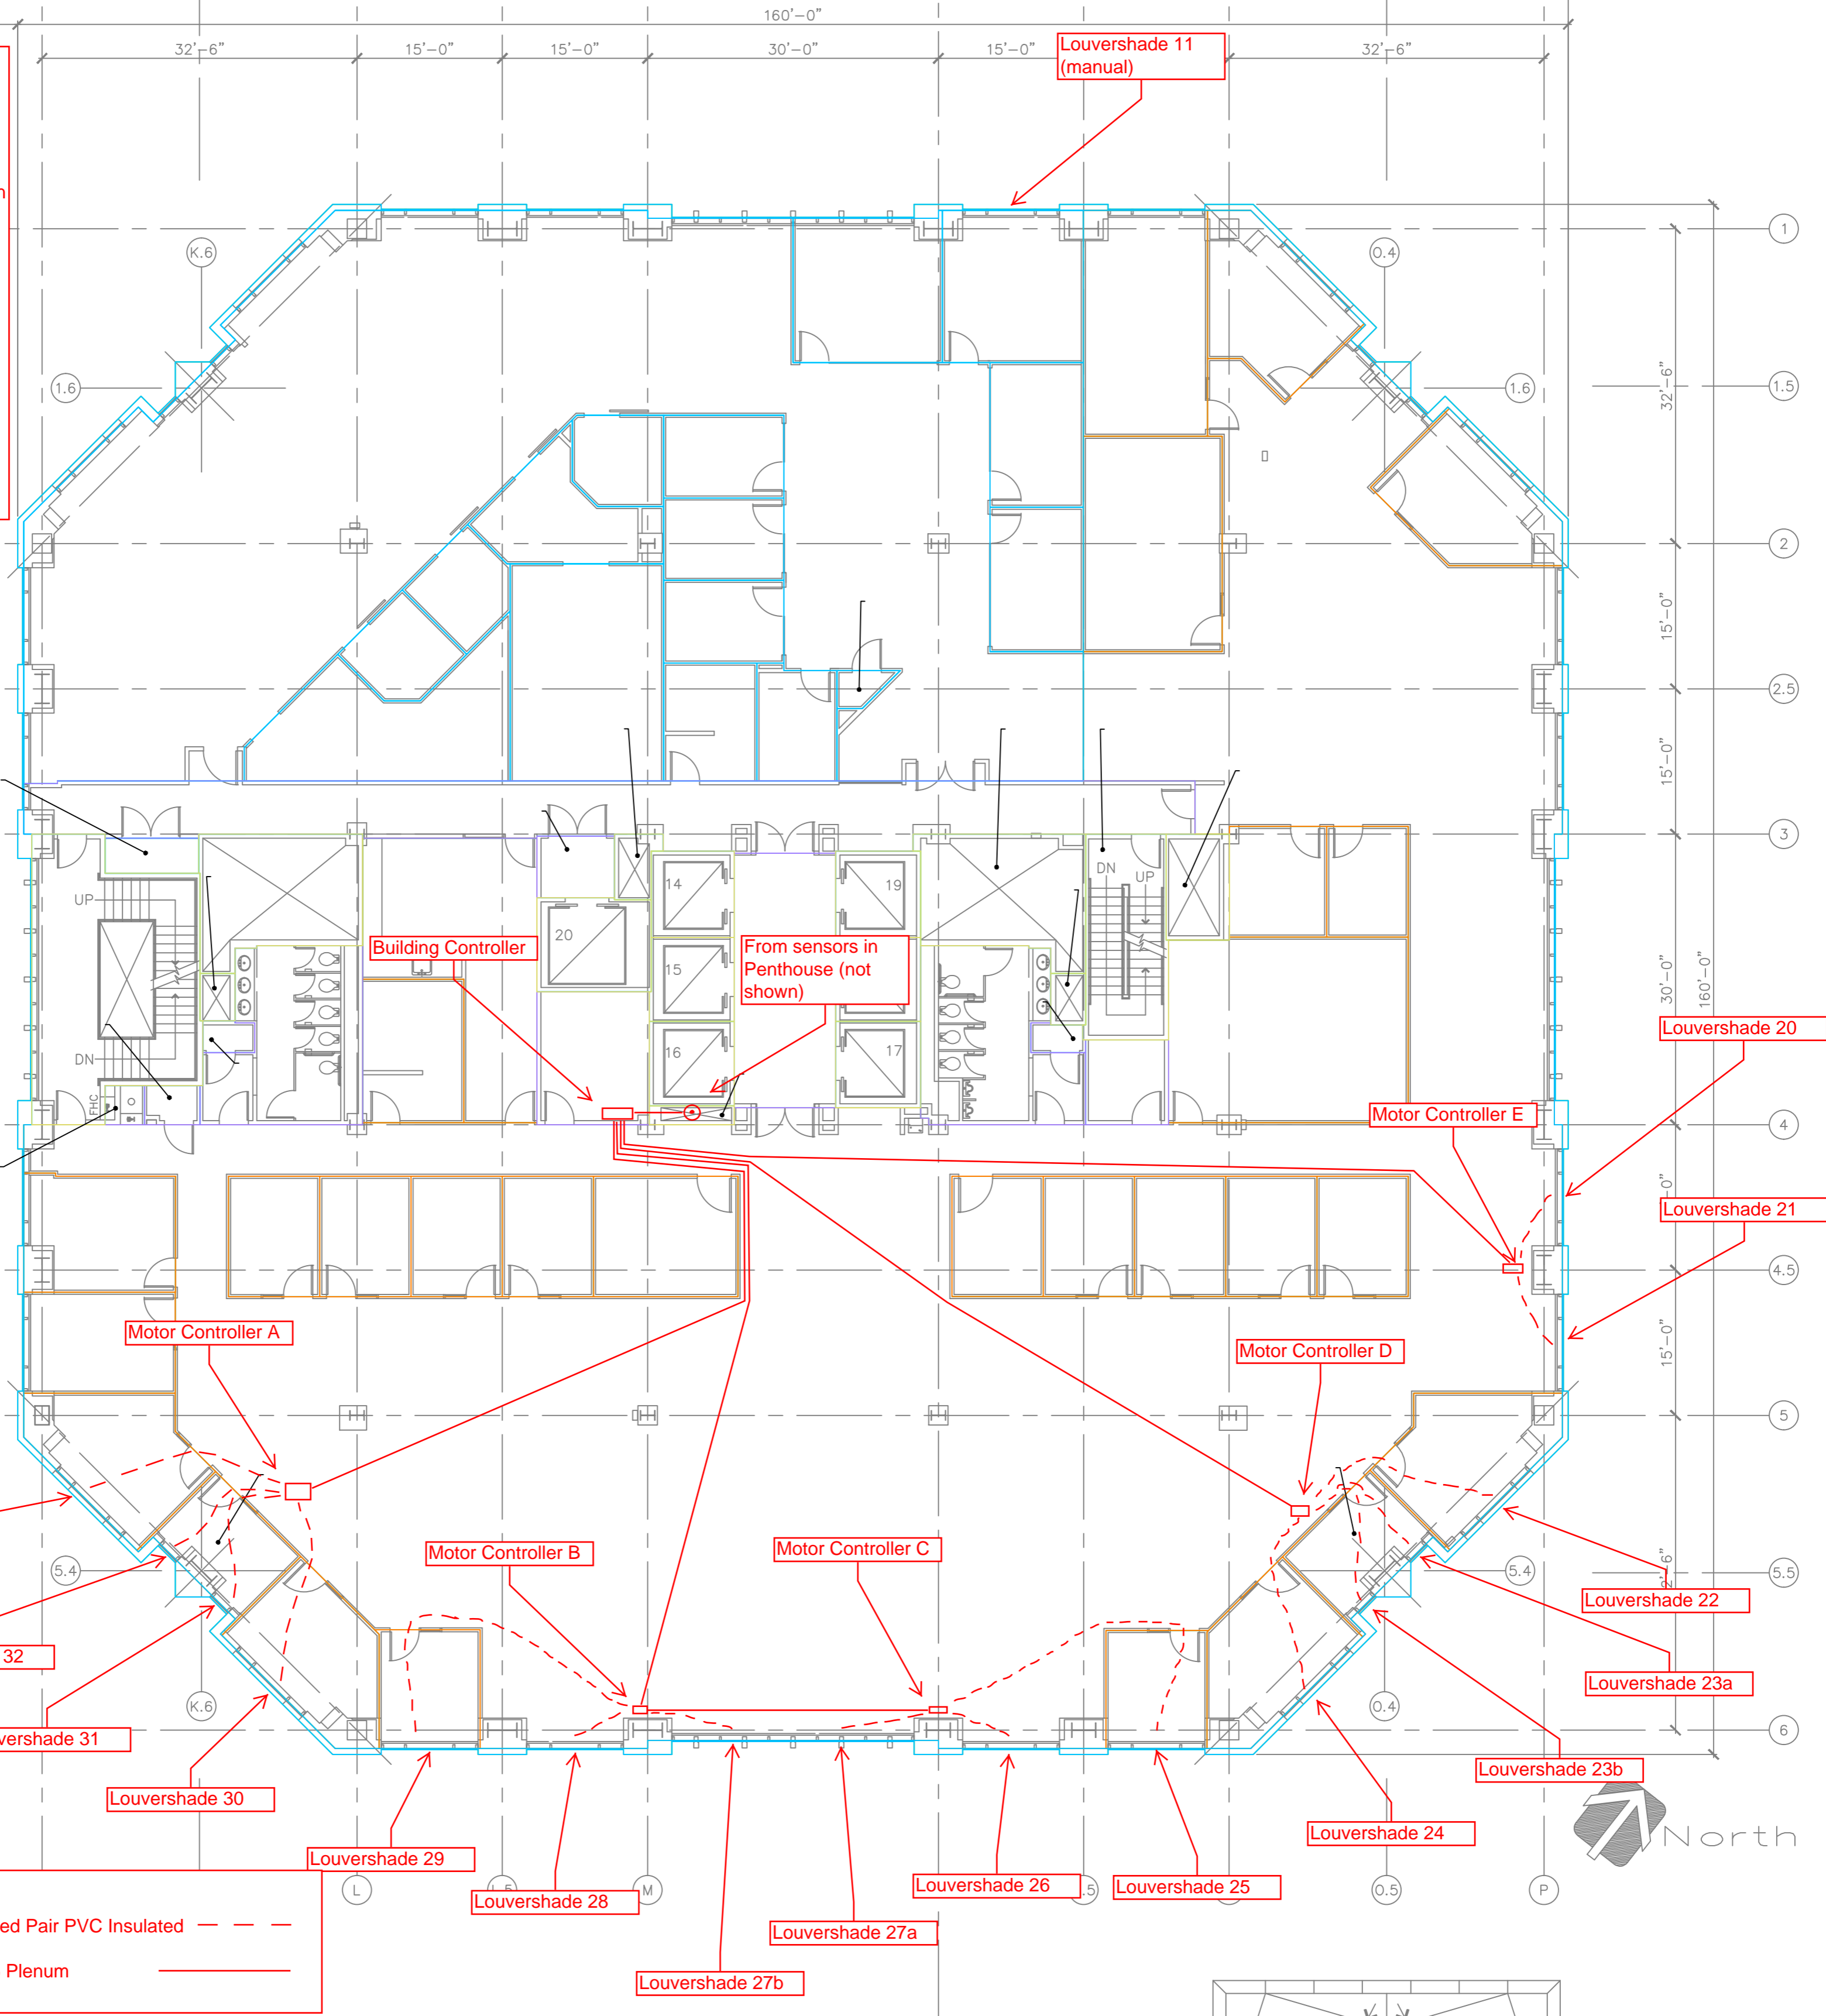 160'-0"
32'-6"
15'-0"
15'-0"
30'-0"
15'-0"
32'-6"
Louvershade 11
(manual)
K.6
0.4
1
1.6
1.6
1.5
32'-6"
2
15'-0"
2.5
15'-0"
3
UP
DN
UP
14
19
20
15
16
17
Building Controller
From sensors in
Penthouse (not
shown)
30'-0"
160'-0"
DN
FHC
Louvershade 20
Motor Controller E
4
Louvershade 21
4.5
15'-0"
Motor Controller A
Motor Controller D
5
5.4
Motor Controller B
Motor Controller C
5.4
5.5
Louvershade 22
32
Louvershade 23a
K.6
0.4
6
vershade 31
Louvershade 23b
Louvershade 30
Louvershade 24
North
Louvershade 29
L
Louvershade 28
M
Louvershade 26
.5
Louvershade 25
0.5
P
ed Pair PVC Insulated
Louvershade 27a
Plenum
Louvershade 27b